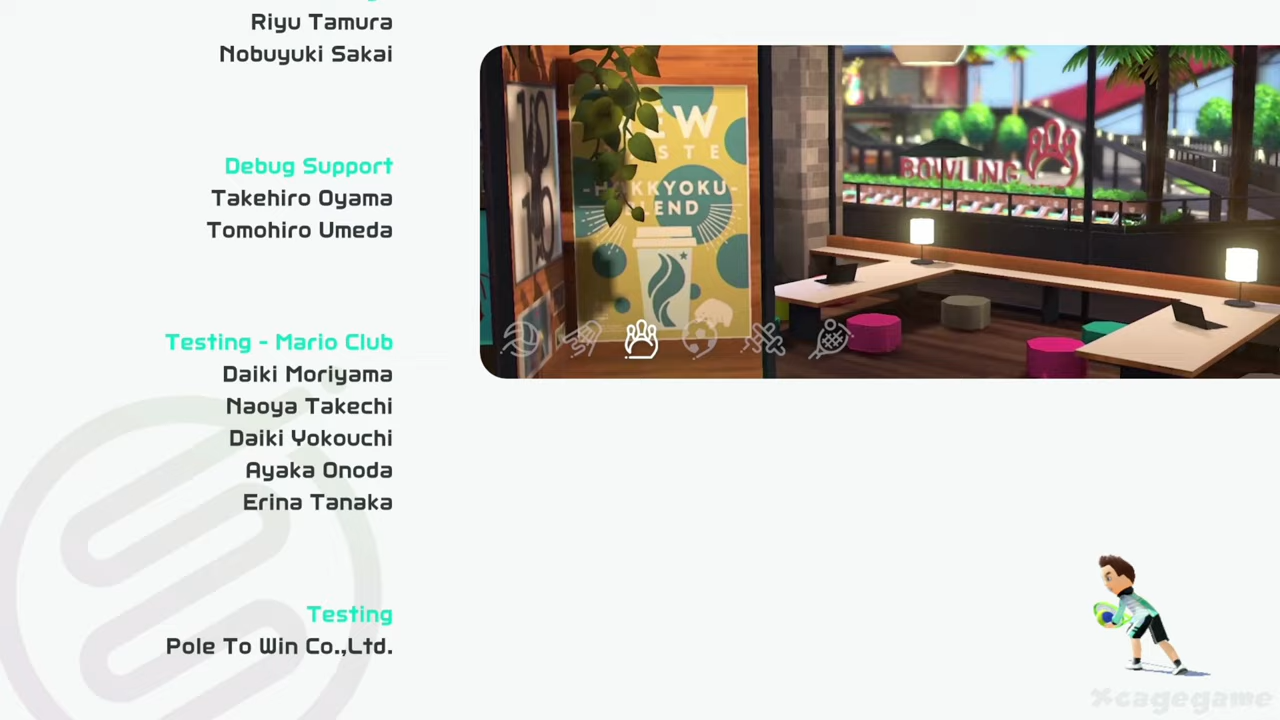 Riyu Tamura
Nobuyuki Sakai
Debug Support
Takehiro Oyama
Tomohiro Umeda
Testing - Mario Club
Daiki Moriyama
Naoya Takechi
Daiki Yokouchi
Ayaka Onoda
Erina Tanaka
Testing
Pole To Win Co.,Ltd.
BOWLING
cagegame